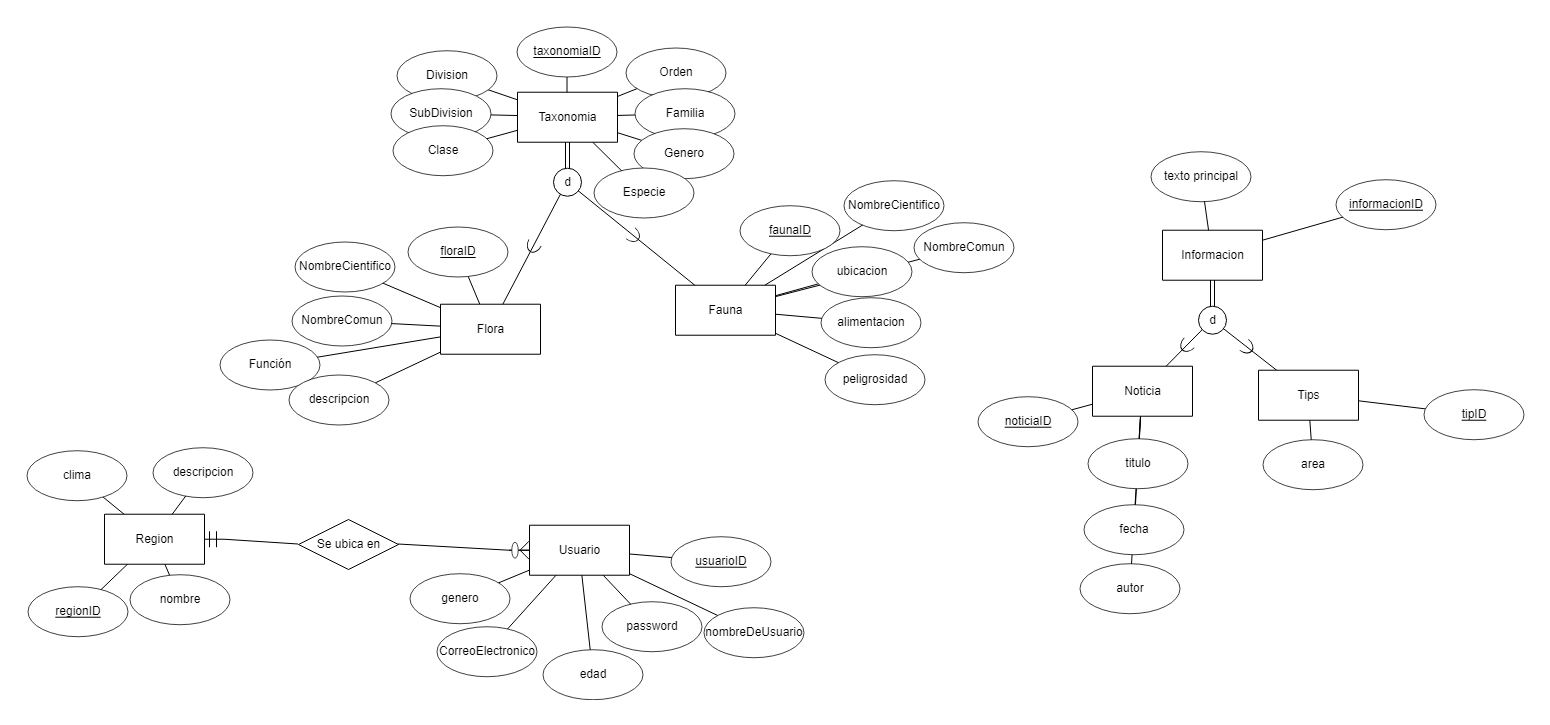 taxonomiaID
Division
Orden
SubDivision
Taxonomia
Familia
Clase
Genero
d
Especie
NombreCientifico
floraID
NombreComun
Flora
Función
descripcion
faunaID
NombreCientifico
ubicacion
NombreComun
Fauna
alimentacion
peligrosidad
texto principal
informacionID
Informacion
d
Noticia
Tips
noticiaID
tipID
titulo
area
fecha
autor
clima
descripcion
Region
Se ubica en
Usuario
usuarioID
regionID
nombre
genero
CorreoElectronico
edad
password
nombreDeUsuario